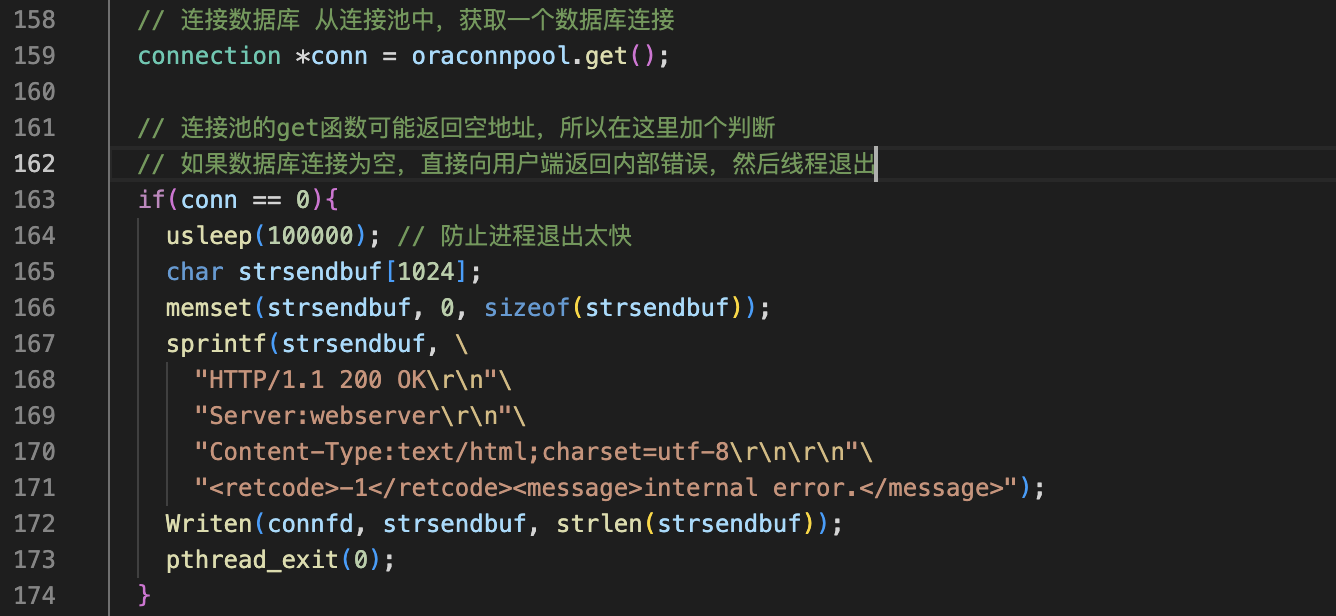 158 // 连接数据库 从连接池中，获取一个数据库连接
159 connection *conn = oraconnpool.get();
160
161 // 连接池的get函数可能返回空地址，所以在这里加个判断
162 // 如果数据库连接为空，直接向用户端返回内部错误，然后线程退出
163 if(conn == 0){
164 usleep(100000); // 防止进程退出太快
165 char strsendbuf[1024];
166 memset(strsendbuf, 0, sizeof(strsendbuf));
167 sprintf(strsendbuf, \
168 "HTTP/1.1 200 OK\r\n"\
169 "Server:webserver\r\n"\
170 "Content-Type:text/html;charset=utf-8\r\n\r\n"\
171 "<retcode>-1</retcode><message>internal error.</message>");
172 Writen(connfd, strsendbuf, strlen(strsendbuf));
173 pthread_exit(0);
174 }